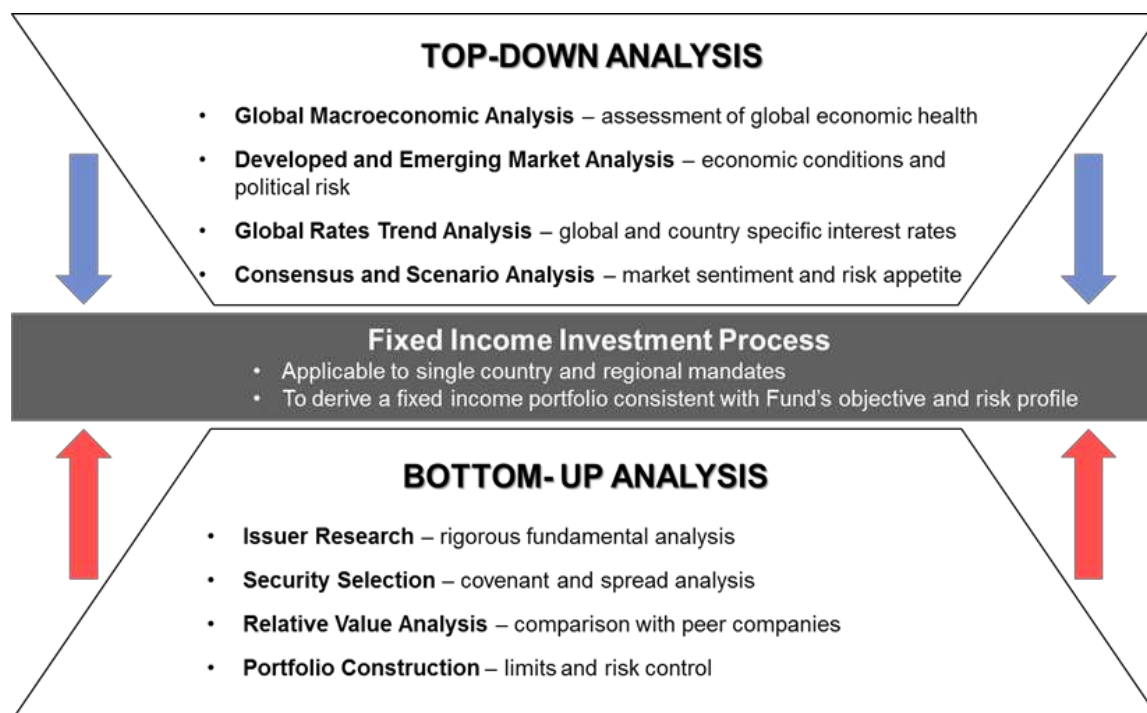 TOP-DOWN ANALYSIS
• Global Macroeconomic Analysis – assessment of global economic health
• Developed and Emerging Market Analysis – economic conditions and
political risk
• Global Rates Trend Analysis – global and country specific interest rates
• Consensus and Scenario Analysis – market sentiment and risk appetite
Fixed Income Investment Process
• Applicable to single country and regional mandates
• To derive a fixed income portfolio consistent with Fund's objective and risk profile
BOTTOM- UP ANALYSIS
• Issuer Research – rigorous fundamental analysis
• Security Selection – covenant and spread analysis
• Relative Value Analysis – comparison with peer companies
• Portfolio Construction – limits and risk control